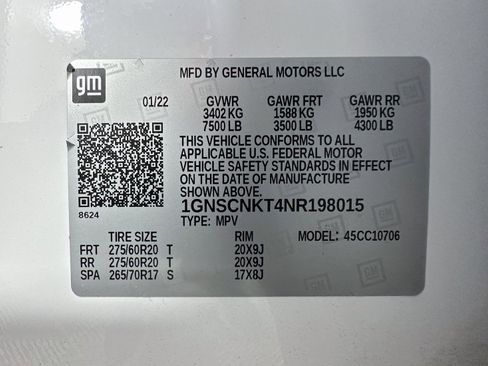 gm
MFD BY GENERAL MOTORS LLC
01/22 GVWR GAWR FRT GAWR RR
3402 KG 1588 KG 1950 KG
7500 LB 3500 LB 4300 LB
THIS VEHICLE CONFORMS TO ALL
APPLICABLE U.S. FEDERAL MOTOR
VEHICLE SAFETY STANDARDS IN EFFECT
ON THE DATE OF MANUFACTURE
SHOWN ABOVE.
8624
1GNSCNKT4NR198015
TYPE: MPV
TIRE SIZE RIM MODEL: 45CC10706
FRT 275/60R20 T 20X9J
RR 275/60R20 T 20X9J
SPA 265/70R17 S 17X8J